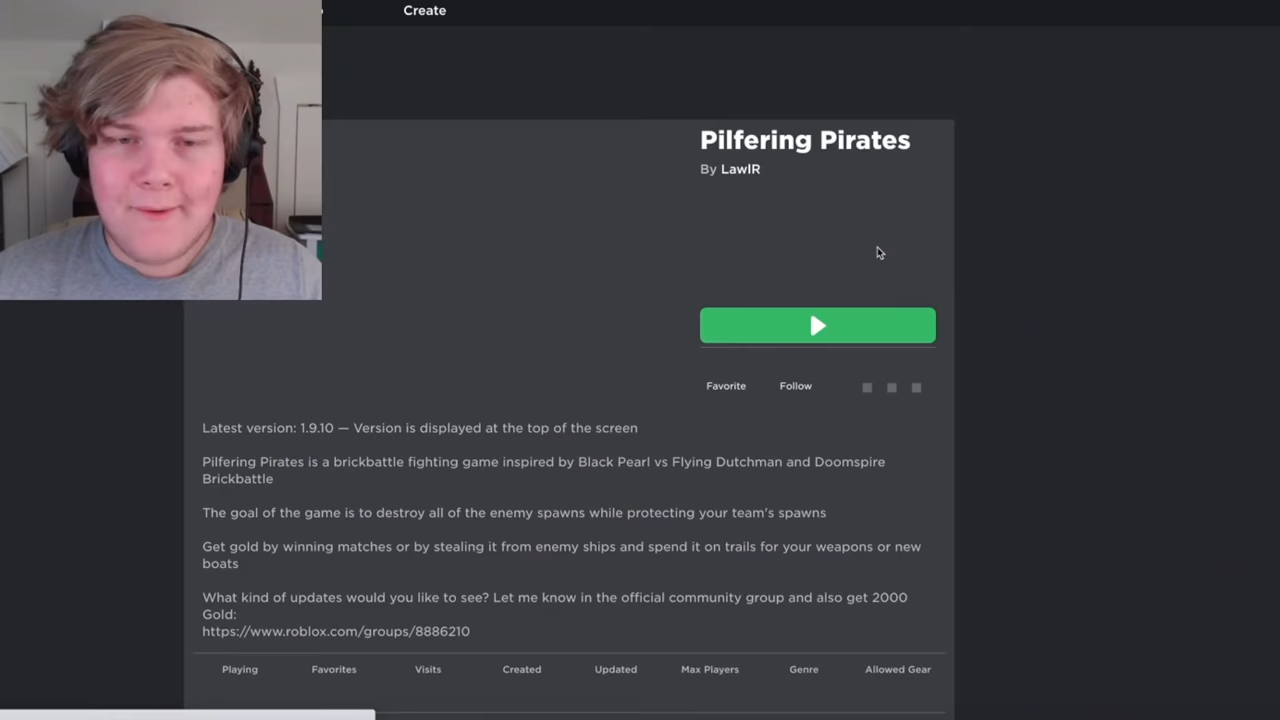 Create
Pilfering Pirates
By LawlR
Favorite
Follow
Latest version: 1.9.10 — Version is displayed at the top of the screen
Pilfering Pirates is a brickbattle fighting game inspired by Black Pearl vs Flying Dutchman and Doomspire
Brickbattle
The goal of the game is to destroy all of the enemy spawns while protecting your team's spawns
Get gold by winning matches or by stealing it from enemy ships and spend it on trails for your weapons or new
boats
What kind of updates would you like to see? Let me know in the official community group and also get 2000
Gold:
https://www.roblox.com/groups/8886210
Playing Favorites Visits Created Updated Max Players Genre Allowed Gear